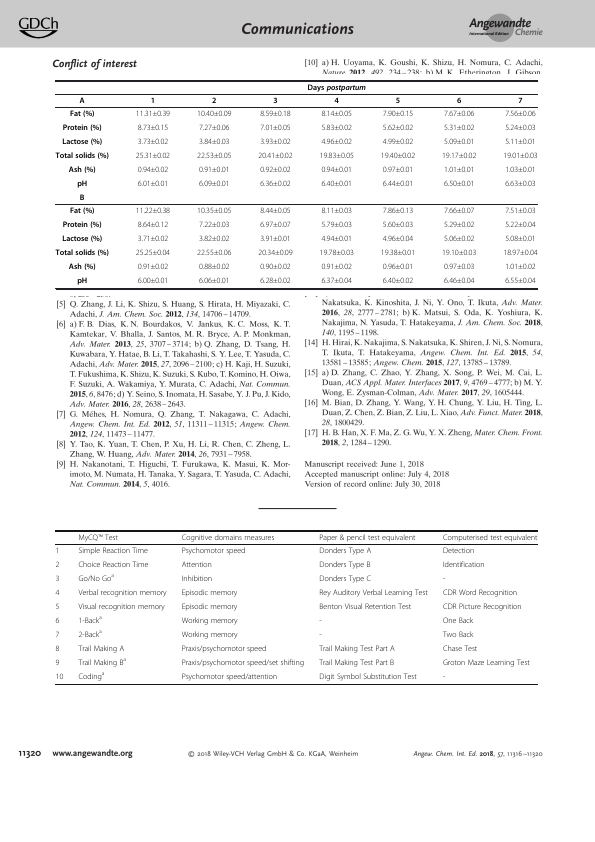 GDCh
Communications
Angewandte
International Edition
Chemie
Conflict of interest
[10] a) H. Uoyama, K. Goushi, K. Shizu, H. Nomura, C. Adachi,
Nature 2012, 492, 234–238; b) M. K. Etherington, J. Gibson,
Days postpartum
A 1 2 3 4 5 6 7
Fat (%) 11.31±0.39 10.40±0.09 8.59±0.18 8.14±0.05 7.90±0.15 7.67±0.06 7.56±0.06
Protein (%) 8.73±0.15 7.27±0.06 7.01±0.05 5.83±0.02 5.62±0.02 5.31±0.02 5.24±0.03
Lactose (%) 3.73±0.02 3.84±0.03 3.93±0.02 4.96±0.02 4.99±0.02 5.09±0.01 5.11±0.01
Total solids (%) 25.31±0.02 22.53±0.05 20.41±0.02 19.83±0.05 19.40±0.02 19.17±0.02 19.01±0.03
Ash (%) 0.94±0.02 0.91±0.01 0.92±0.02 0.94±0.01 0.97±0.01 1.01±0.01 1.03±0.01
pH 6.01±0.01 6.09±0.01 6.36±0.02 6.40±0.01 6.44±0.01 6.50±0.01 6.63±0.03
B
Fat (%) 11.22±0.38 10.35±0.05 8.44±0.05 8.11±0.03 7.86±0.13 7.66±0.07 7.51±0.03
Protein (%) 8.64±0.12 7.22±0.03 6.97±0.07 5.79±0.03 5.60±0.03 5.29±0.02 5.22±0.04
Lactose (%) 3.71±0.02 3.82±0.02 3.91±0.01 4.94±0.01 4.96±0.04 5.06±0.02 5.08±0.01
Total solids (%) 25.25±0.04 22.55±0.06 20.34±0.09 19.78±0.03 19.38±0.01 19.10±0.03 18.97±0.04
Ash (%) 0.91±0.02 0.88±0.02 0.90±0.02 0.91±0.02 0.96±0.01 0.97±0.03 1.01±0.02
pH 6.00±0.01 6.06±0.01 6.28±0.02 6.37±0.04 6.40±0.02 6.46±0.04 6.55±0.04
[5] Q. Zhang, J. Li, K. Shizu, S. Huang, S. Hirata, H. Miyazaki, C.
Adachi, J. Am. Chem. Soc. 2012, 134, 14706–14709.
[6] a) F. B. Dias, K. N. Bourdakos, V. Jankus, K. C. Moss, K. T.
Kamtekar, V. Bhalla, J. Santos, M. R. Bryce, A. P. Monkman,
Adv. Mater. 2013, 25, 3707–3714; b) Q. Zhang, D. Tsang, H.
Kuwabara, Y. Hatae, B. Li, T. Takahashi, S. Y. Lee, T. Yasuda, C.
Adachi, Adv. Mater. 2015, 27, 2096–2100; c) H. Kaji, H. Suzuki,
T. Fukushima, K. Shizu, K. Suzuki, S. Kubo, T. Komino, H. Oiwa,
F. Suzuki, A. Wakamiya, Y. Murata, C. Adachi, Nat. Commun.
2015, 6, 8476; d) Y. Seino, S. Inomata, H. Sasabe, Y. J. Pu, J. Kido,
Adv. Mater. 2016, 28, 2638–2643.
[7] G. Méhes, H. Nomura, Q. Zhang, T. Nakagawa, C. Adachi,
Angew. Chem. Int. Ed. 2012, 51, 11311–11315; Angew. Chem.
2012, 124, 11473–11477.
[8] Y. Tao, K. Yuan, T. Chen, P. Xu, H. Li, R. Chen, C. Zheng, L.
Zhang, W. Huang, Adv. Mater. 2014, 26, 7931–7958.
[9] H. Nakanotani, T. Higuchi, T. Furukawa, K. Masui, K. Mor-
imoto, M. Numata, H. Tanaka, Y. Sagara, T. Yasuda, C. Adachi,
Nat. Commun. 2014, 5, 4016.
Nakatsuka, K. Kinoshita, J. Ni, Y. Ono, T. Ikuta, Adv. Mater.
2016, 28, 2777–2781; b) K. Matsui, S. Oda, K. Yoshiura, K.
Nakajima, N. Yasuda, T. Hatakeyama, J. Am. Chem. Soc. 2018,
140, 1195–1198.
[14] H. Hirai, K. Nakajima, S. Nakatsuka, K. Shiren, J. Ni, S. Nomura,
T. Ikuta, T. Hatakeyama, Angew. Chem. Int. Ed. 2015, 54,
13581–13585; Angew. Chem. 2015, 127, 13785–13789.
[15] a) D. Zhang, C. Zhao, Y. Zhang, X. Song, P. Wei, M. Cai, L.
Duan, ACS Appl. Mater. Interfaces 2017, 9, 4769–4777; b) M. Y.
Wong, E. Zysman-Colman, Adv. Mater. 2017, 29, 1605444.
[16] M. Bian, D. Zhang, Y. Wang, Y. H. Chung, Y. Liu, H. Ting, L.
Duan, Z. Chen, Z. Bian, Z. Liu, L. Xiao, Adv. Funct. Mater. 2018,
28, 1800429.
[17] H. B. Han, X. F. Ma, Z. G. Wu, Y. X. Zheng, Mater. Chem. Front.
2018, 2, 1284–1290.
Manuscript received: June 1, 2018
Accepted manuscript online: July 4, 2018
Version of record online: July 30, 2018
MyCQ™ Test Cognitive domains measures Paper & pencil test equivalent Computerised test equivalent
1 Simple Reaction Time Psychomotor speed Donders Type A Detection
2 Choice Reaction Time Attention Donders Type B Identification
3 Go/No Goᵃ Inhibition Donders Type C -
4 Verbal recognition memory Episodic memory Rey Auditory Verbal Learning Test CDR Word Recognition
5 Visual recognition memory Episodic memory Benton Visual Retention Test CDR Picture Recognition
6 1-Backᵃ Working memory - One Back
7 2-Backᵃ Working memory - Two Back
8 Trail Making A Praxis/psychomotor speed Trail Making Test Part A Chase Test
9 Trail Making Bᵃ Praxis/psychomotor speed/set shifting Trail Making Test Part B Groton Maze Learning Test
10 Codingᵃ Psychomotor speed/attention Digit Symbol Substitution Test -
11320 www.angewandte.org © 2018 Wiley-VCH Verlag GmbH & Co. KGaA, Weinheim Angew. Chem. Int. Ed. 2018, 57, 11316–11320